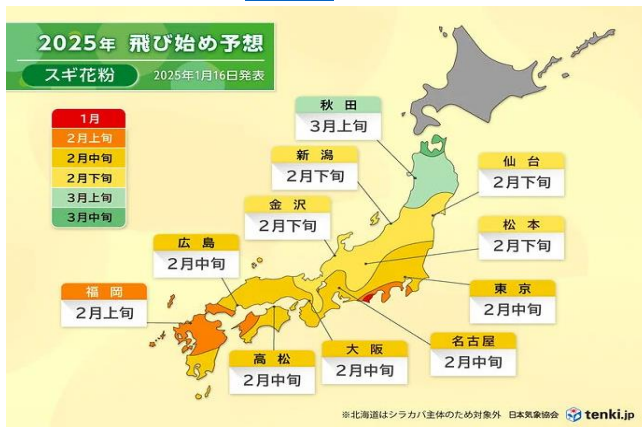 2025年 飛び始め予想
スギ花粉 2025年1月16日発表
1月
2月上旬
2月中旬
2月下旬
3月上旬
3月中旬
秋田
3月上旬
新潟
2月下旬
仙台
2月下旬
金沢
2月下旬
松本
2月下旬
広島
2月中旬
福岡
2月上旬
東京
2月中旬
名古屋
2月中旬
大阪
2月中旬
高松
2月中旬
※北海道はシラカバ主体のため対象外 日本気象協会 tenki.jp